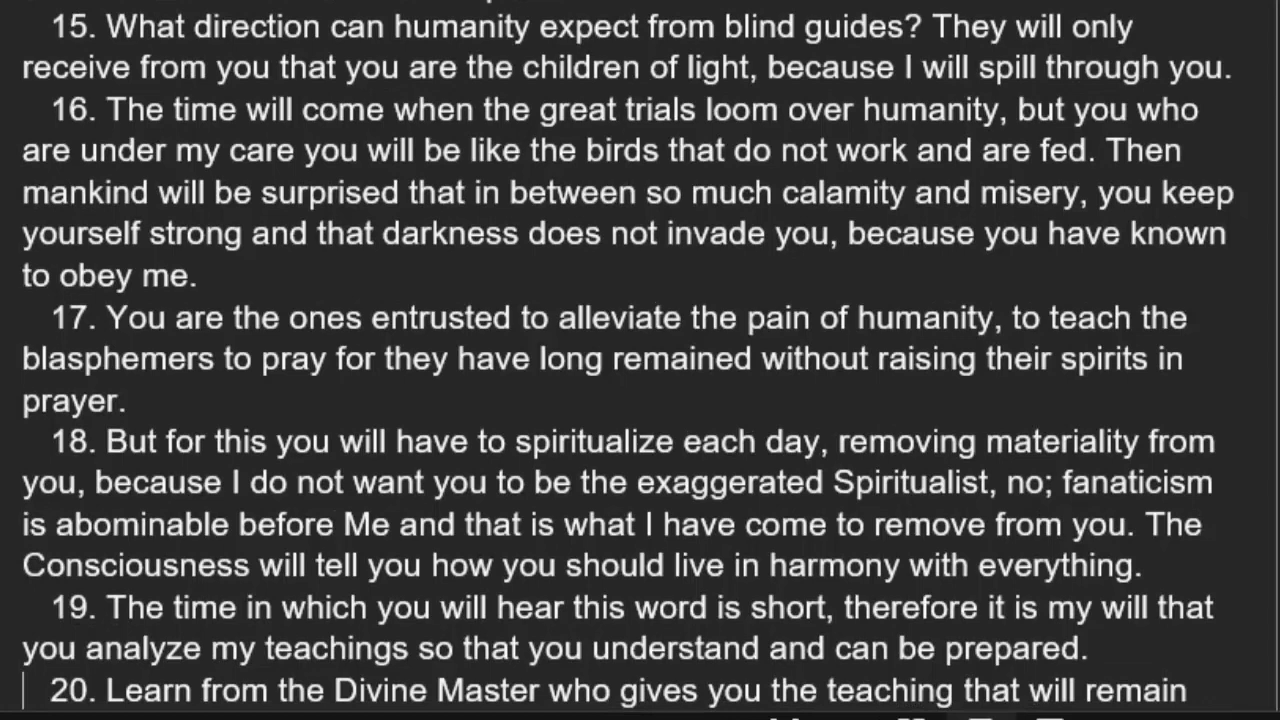 15. What direction can humanity expect from blind guides? They will only
receive from you that you are the children of light, because I will spill through you.
16. The time will come when the great trials loom over humanity, but you who
are under my care you will be like the birds that do not work and are fed. Then
mankind will be surprised that in between so much calamity and misery, you keep
yourself strong and that darkness does not invade you, because you have known
to obey me.
17. You are the ones entrusted to alleviate the pain of humanity, to teach the
blasphemers to pray for they have long remained without raising their spirits in
prayer.
18. But for this you will have to spiritualize each day, removing materiality from
you, because I do not want you to be the exaggerated Spiritualist, no; fanaticism
is abominable before Me and that is what I have come to remove from you. The
Consciousness will tell you how you should live in harmony with everything.
19. The time in which you will hear this word is short, therefore it is my will that
you analyze my teachings so that you understand and can be prepared.
20. Learn from the Divine Master who gives you the teaching that will remain